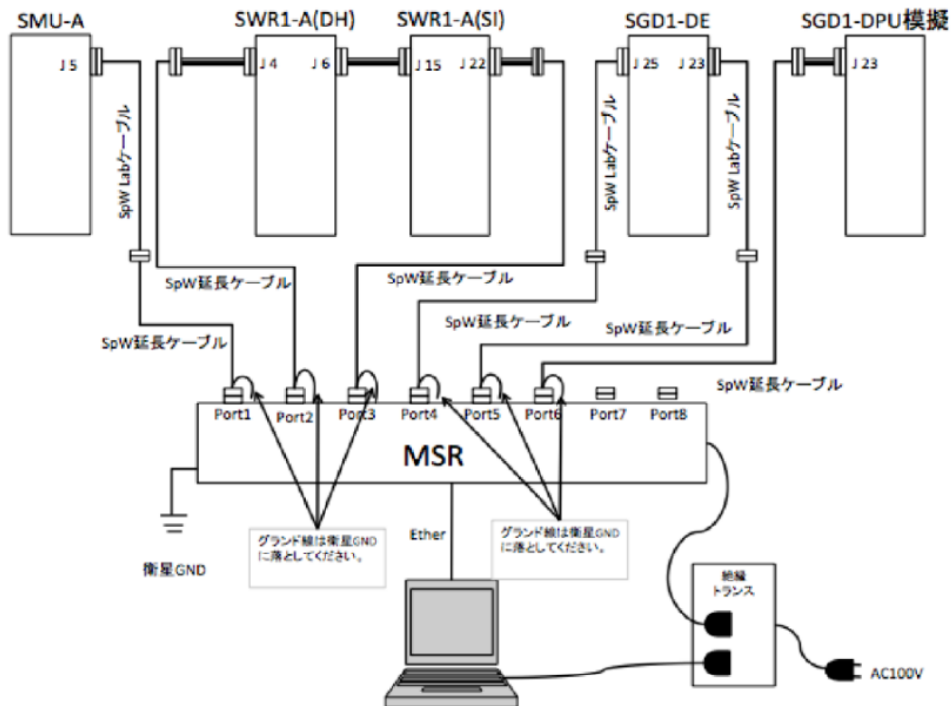 SMU-A
SWR1-A(DH)
SWR1-A(SI)
SGD1-DE
SGD1-DPU模擬
J 5
J 4
J 6
J 15
J 22
J 25
J 23
J 23
SpW Labケーブル
SpW Labケーブル
SpW Labケーブル
SpW延長ケーブル
SpW延長ケーブル
SpW延長ケーブル
SpW延長ケーブル
SpW延長ケーブル
SpW延長ケーブル
Port1
Port2
Port3
Port4
Port5
Port6
Port7
Port8
MSR
グランド線は衛星GND
に落としてください。
Ether
グランド線は衛星GND
に落としてください。
衛星GND
絶縁
トランス
AC100V